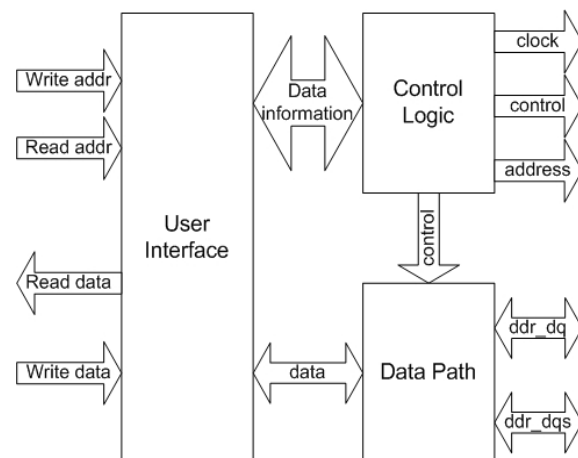 Write addr
Read addr
Read data
Write data
User
Interface
Data
information
Control
Logic
clock
control
address
control
data
Data Path
ddr_dq
ddr_dqs